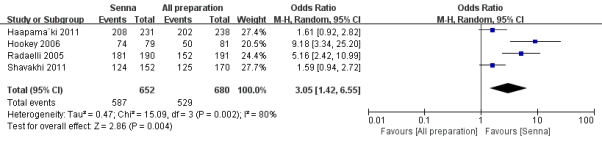 Senna All preparation Odds Ratio Odds Ratio
Study or Subgroup Events Total Events Total Weight M-H, Random, 95% CI M-H, Random, 95% CI
Haapama¨ki 2011 208 231 202 238 27.4% 1.61 [0.92, 2.82]
Hookey 2006 74 79 50 81 21.4% 9.18 [3.34, 25.20]
Radaelli 2005 181 190 152 191 23.4% 5.16 [2.42, 10.99]
Shavakhi 2011 124 152 125 170 27.8% 1.59 [0.94, 2.72]
Total (95% CI) 652 680 100.0% 3.05 [1.42, 6.55]
Total events 587 529
Heterogeneity: Tau² = 0.47; Chi² = 15.09, df = 3 (P = 0.002); I² = 80%
Test for overall effect: Z = 2.86 (P = 0.004)
0.01 0.1 1 10 100
Favours [All preparation] Favours [Senna]